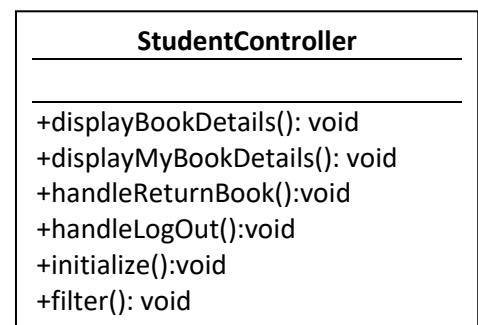 StudentController
+displayBookDetails(): void
+displayMyBookDetails(): void
+handleReturnBook():void
+handleLogOut():void
+initialize():void
+filter(): void